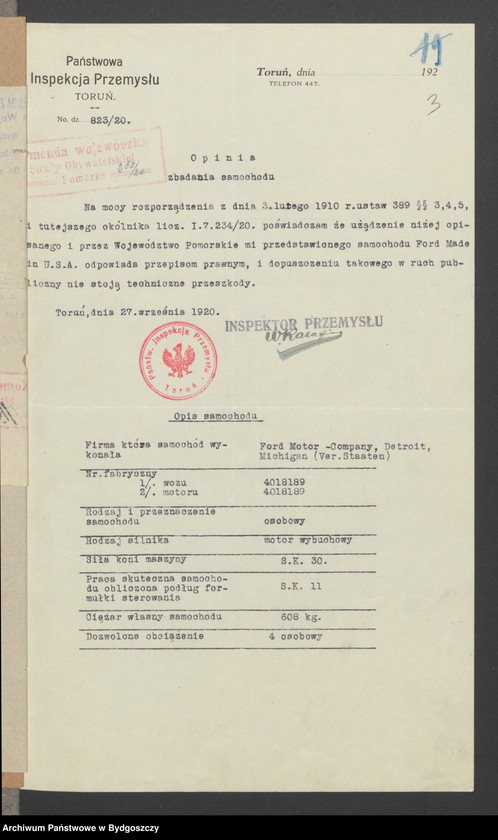 Państwowa
Inspekcja Przemysłu
TORUŃ.
No. dz. 823/20.
Toruń, dnia 192
TELEFON 447.
15
3
Opinia
zbadania samochodu
Na mocy rozporządzenia z dnia 3.lutego 1910 r.ustaw 389 §§ 3,4,5,
i tutejszego okólnika licz. I.7.234/20. poświadczam że użądzenie niżej opi-
sanego i przez Województwo Pomorskie mi przedstawionego samochodu Ford Made
in U.S.A. odpowiada przepisom prawnym, i dopuszczeniu takowego w ruch pub-
liczny nie stoją techniczne przeszkody.
Toruń,dnia 27.września 1920.
INSPEKTOR PRZEMYSŁU
Państw. Inspekcja Przemysłu
Toruń
Opis samochodu
Firma która samochód wy-
konała
Ford Motor -Company, Detroit,
Michigan (Ver.Staaten)
Nr.fabryczny
1/. wozu 4018189
2/. motoru 4018189
Rodzaj i przeznaczenie
samochodu osobowy
Rodzaj silnika motor wybuchowy
Siła koni maszyny S.K. 30.
Praca skuteczna samocho-
du obliczona podług for-
mułki sterowania
S.K. 11
Ciężar własny samochodu 608 kg.
Dozwolone obciążenie 4 osobowy
Archiwum Państwowe w Bydgoszczy